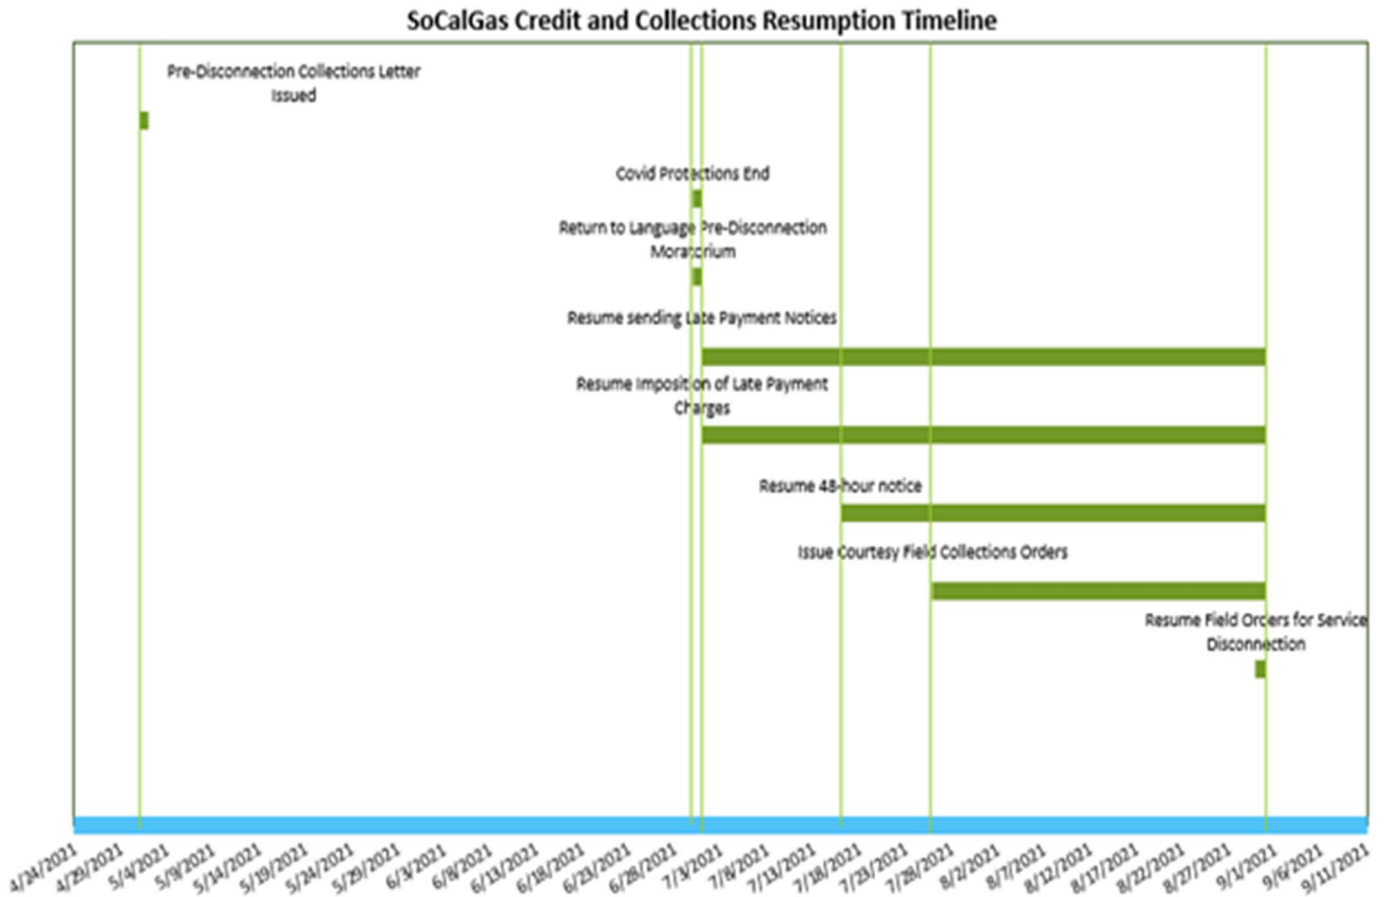 SoCalGas Credit and Collections Resumption Timeline
Pre-Disconnection Collections Letter
Issued
Covid Protections End
Return to Language Pre-Disconnection
Moratorium
Resume sending Late Payment Notices
Resume Imposition of Late Payment
Charges
Resume 48-hour notice
Issue Courtesy Field Collections Orders
Resume Field Orders for Service
Disconnection
4/24/2021
4/29/2021
5/4/2021
5/9/2021
5/14/2021
5/19/2021
5/24/2021
5/29/2021
6/3/2021
6/8/2021
6/13/2021
6/18/2021
6/23/2021
6/28/2021
7/3/2021
7/8/2021
7/13/2021
7/18/2021
7/23/2021
7/28/2021
8/2/2021
8/7/2021
8/12/2021
8/17/2021
8/22/2021
8/27/2021
9/1/2021
9/6/2021
9/11/2021